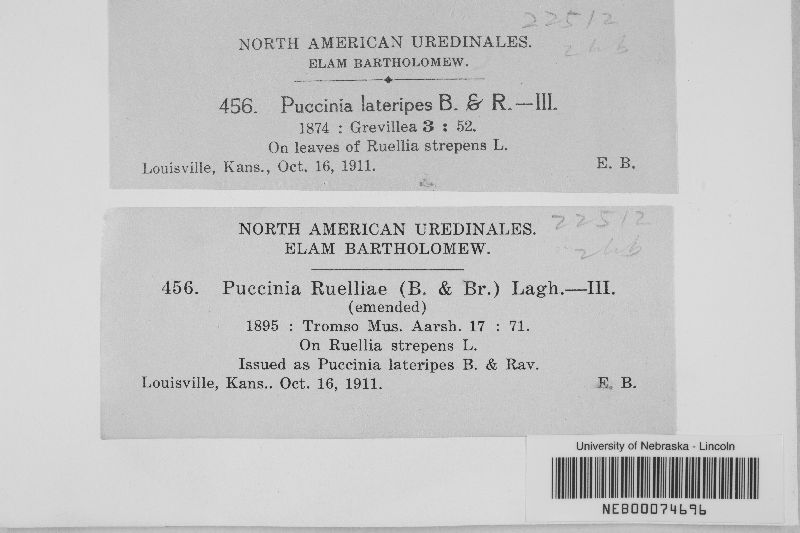 22512
NORTH AMERICAN UREDINALES.
ELAM BARTHOLOMEW.
456. Puccinia lateripes B. & R.—III.
1874 : Grevillea 3 : 52.
On leaves of Ruellia strepens L.
Louisville, Kans., Oct. 16, 1911. E. B.
22512
NORTH AMERICAN UREDINALES.
ELAM BARTHOLOMEW.
456. Puccinia Ruelliae (B. & Br.) Lagh.—III.
(emended)
1895 : Tromso Mus. Aarsh. 17 : 71.
On Ruellia strepens L.
Issued as Puccinia lateripes B. & Rav.
Louisville, Kans.. Oct. 16, 1911. E. B.
University of Nebraska - Lincoln
NEB00074696